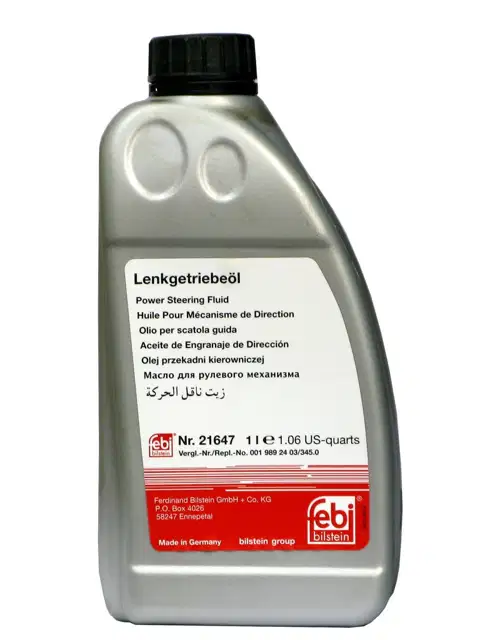 Lenkgetriebeöl
Power Steering Fluid
Huile Pour Mécanisme de Direction
Olio per scatola guida
Aceite de Engranaje de Dirección
Olej przekadni kierowniczej
Масло для рулевого механизма
زيت ناقل الحركة
febi bilstein Nr. 21647 1 l e 1.06 US-quarts
Vergl.-Nr./Repl.-No. 001 989 24 03/345.0
Ferdinand Bilstein GmbH + Co. KG
P.O. Box 4026
58247 Ennepetal
febi
bilstein
Made in Germany bilstein group